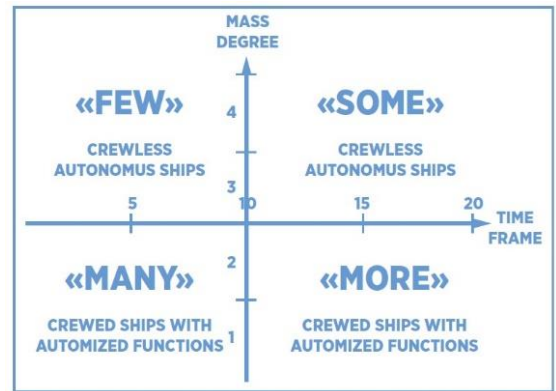 MASS
DEGREE
«FEW»
«SOME»
4
CREWLESS
AUTONOMUS SHIPS
CREWLESS
AUTONOMUS SHIPS
3
5
10
15
20
TIME
FRAME
2
«MANY»
«MORE»
CREWED SHIPS WITH
AUTOMIZED FUNCTIONS
1
CREWED SHIPS WITH
AUTOMIZED FUNCTIONS